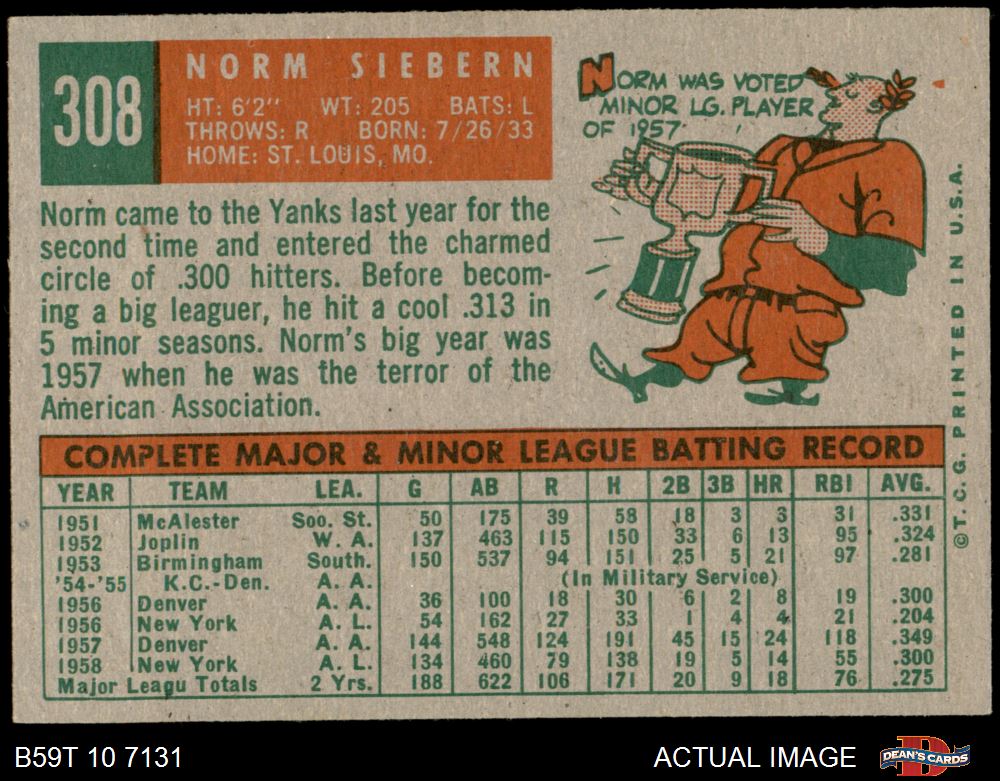 308
NORM SIEBERN
HT: 6'2" WT: 205 BATS: L
THROWS: R BORN: 7/26/33
HOME: ST. LOUIS, MO.
NORM WAS VOTED
MINOR LG. PLAYER
OF 1957.
Norm came to the Yanks last year for the
second time and entered the charmed
circle of .300 hitters. Before becom-
ing a big leaguer, he hit a cool .313 in
5 minor seasons. Norm's big year was
1957 when he was the terror of the
American Association.
COMPLETE MAJOR & MINOR LEAGUE BATTING RECORD
YEAR TEAM LEA. G AB R H 2B 3B HR RBI AVG.
1951 McAlester Soo. St. 50 175 39 58 18 3 3 31 .331
1952 Joplin W. A. 137 463 115 150 33 6 13 95 .324
1953 Birmingham South. 150 537 94 151 25 5 21 97 .281
'54-'55 K.C.-Den. A. A. (In Military Service)
1956 Denver A. A. 36 100 18 30 6 2 8 19 .300
1956 New York A. L. 54 162 27 33 1 4 4 21 .204
1957 Denver A. A. 144 548 124 191 45 15 24 118 .349
1958 New York A. L. 134 460 79 138 19 5 14 55 .300
Major Leagu Totals 2 Yrs. 188 622 106 171 20 9 18 76 .275
©T. C. G. PRINTED IN U.S.A.
B59T 10 7131
ACTUAL IMAGE
D
DEAN'S CARDS